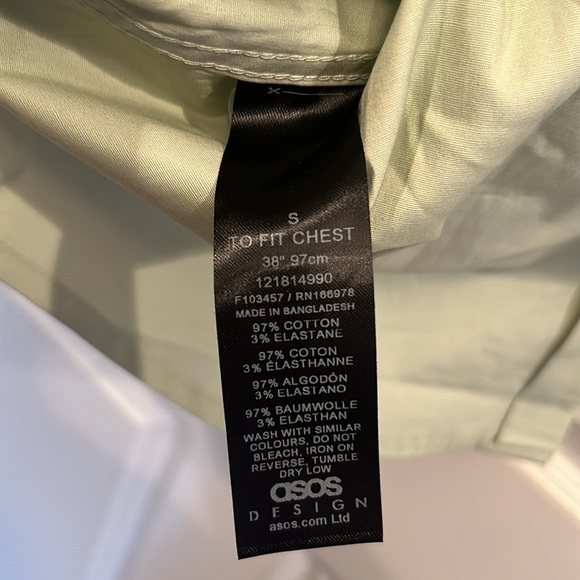 S
TO FIT CHEST
38" 97cm
121814990
F103457 / RN166978
MADE IN BANGLADESH
97% COTTON
3% ELASTANE
97% COTON
3% ÉLASTHANNE
97% ALGODÓN
3% ELASTANO
97% BAUMWOLLE
3% ELASTHAN
WASH WITH SIMILAR
COLOURS, DO NOT
BLEACH, IRON ON
REVERSE, TUMBLE
DRY LOW
asos
DESIGN
asos.com Ltd